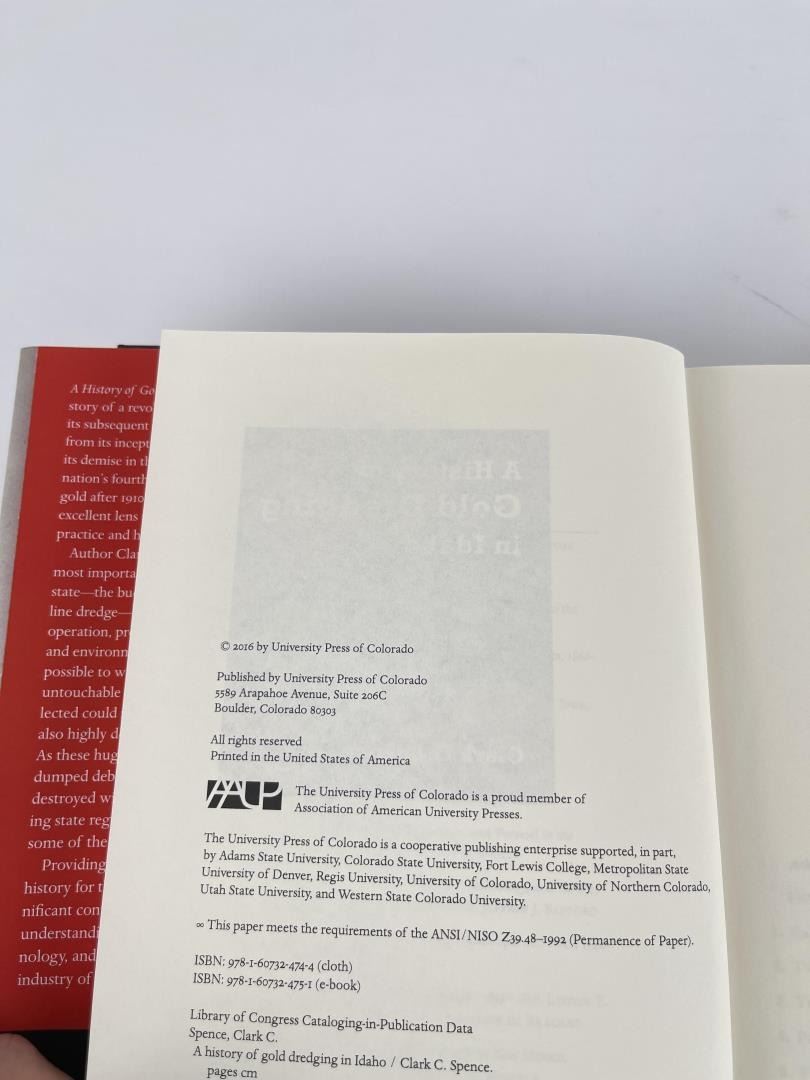 A History of Go
story of a revo
its subsequent
from its incept
its demise in th
nation's fourth
gold after 1910
excellent lens
practice and h
Author Cla
most importa
state—the bu
line dredge—
operation, pr
and environm
possible to w
untouchable
lected could
also highly d
As these hug
dumped deb
destroyed w
ing state reg
some of the
Providing
history for t
nificant con
understandi
nology, and
industry of
A His
Gold
in Id
© 2016 by University Press of Colorado
Published by University Press of Colorado
5589 Arapahoe Avenue, Suite 206C
Boulder, Colorado 80303
All rights reserved
Printed in the United States of America
AAUP
The University Press of Colorado is a proud member of
Association of American University Presses.
The University Press of Colorado is a cooperative publishing enterprise supported, in part,
by Adams State University, Colorado State University, Fort Lewis College, Metropolitan State
University of Denver, Regis University, University of Colorado, University of Northern Colorado,
Utah State University, and Western State Colorado University.
∞ This paper meets the requirements of the ANSI/NISO Z39.48–1992 (Permanence of Paper).
ISBN: 978-1-60732-474-4 (cloth)
ISBN: 978-1-60732-475-1 (e-book)
Library of Congress Cataloging-in-Publication Data
Spence, Clark C.
A history of gold dredging in Idaho / Clark C. Spence.
pages cm